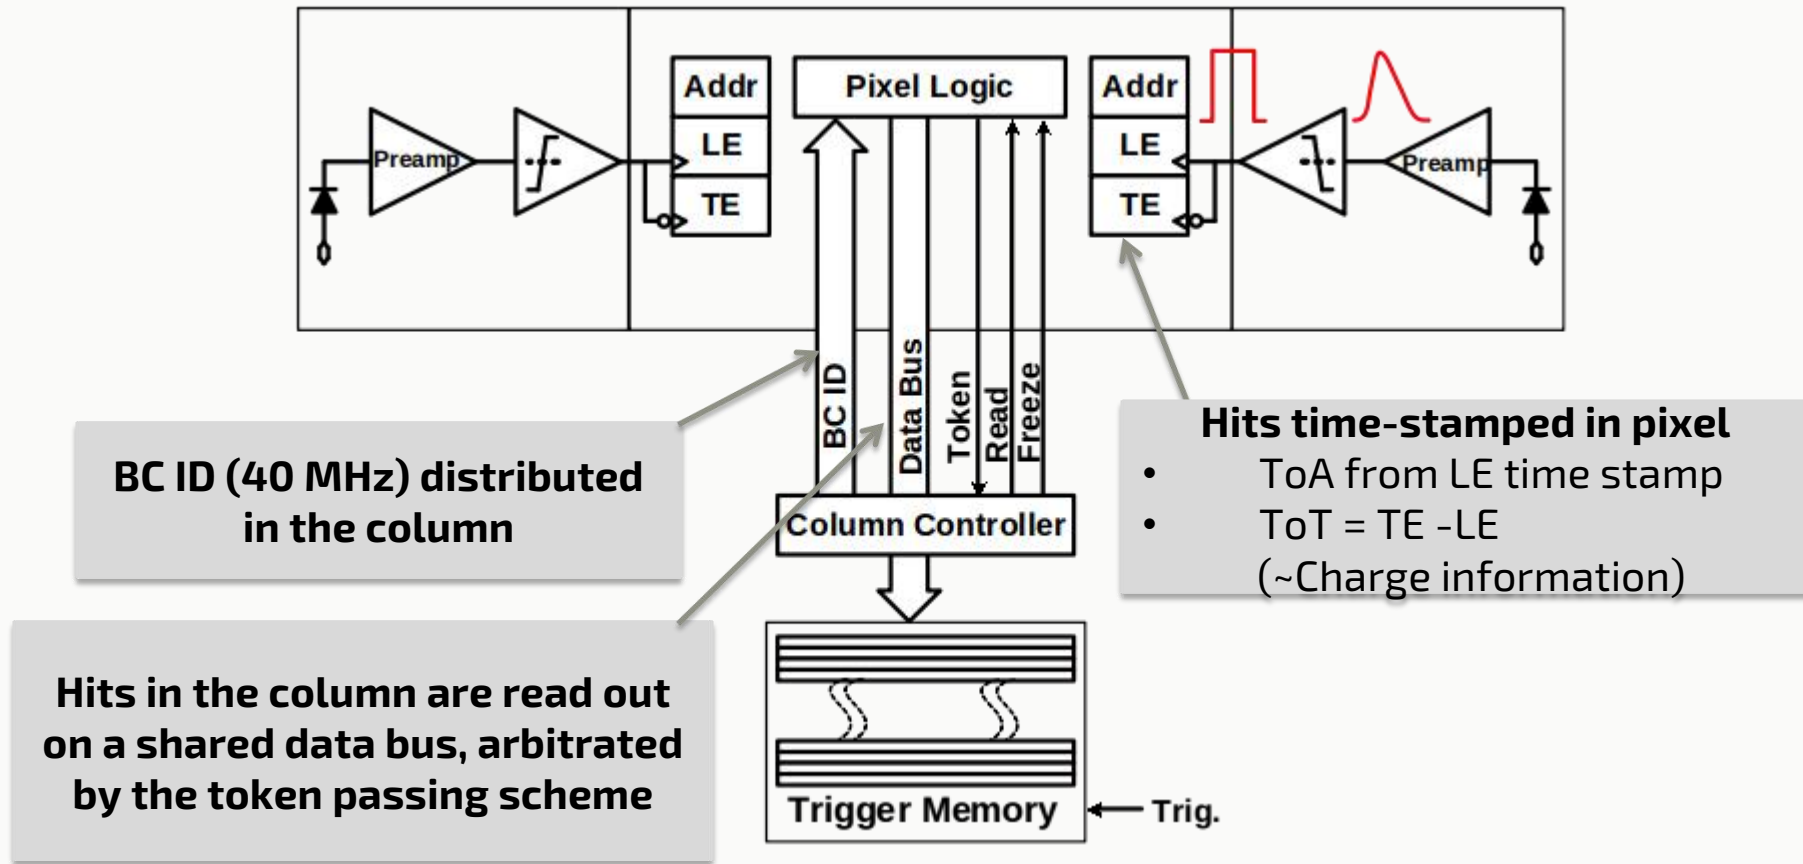 Addr
Pixel Logic
Addr
Preamp
LE
LE
Preamp
TE
TE
BC ID
Data Bus
Token
Read
Freeze
BC ID (40 MHz) distributed
in the column
Hits time-stamped in pixel
• ToA from LE time stamp
• ToT = TE -LE
(~Charge information)
Column Controller
Hits in the column are read out
on a shared data bus, arbitrated
by the token passing scheme
Trigger Memory
Trig.